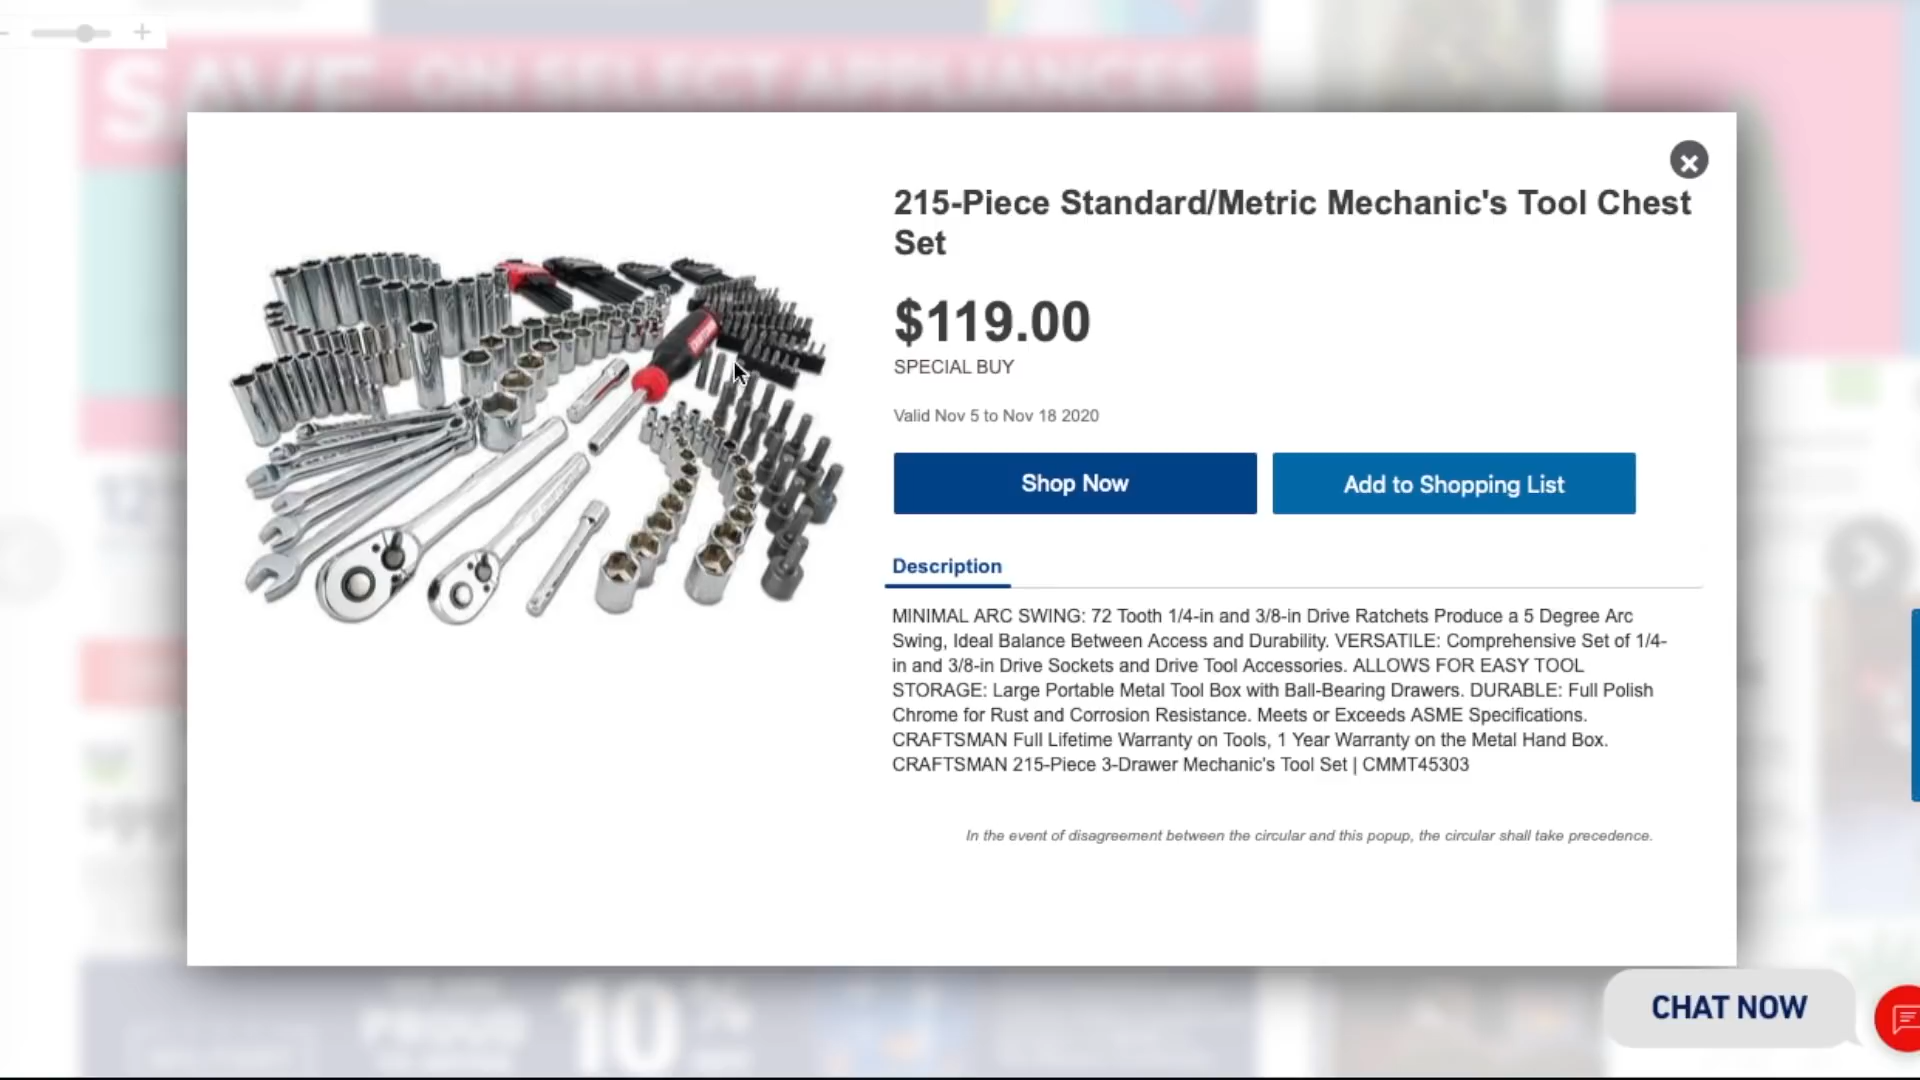 SAVE ON SELECT APPLIANCES
215-Piece Standard/Metric Mechanic's Tool Chest
Set
$119.00
SPECIAL BUY
Valid Nov 5 to Nov 18 2020
Shop Now
Add to Shopping List
Description
MINIMAL ARC SWING: 72 Tooth 1/4-in and 3/8-in Drive Ratchets Produce a 5 Degree Arc
Swing, Ideal Balance Between Access and Durability. VERSATILE: Comprehensive Set of 1/4-
in and 3/8-in Drive Sockets and Drive Tool Accessories. ALLOWS FOR EASY TOOL
STORAGE: Large Portable Metal Tool Box with Ball-Bearing Drawers. DURABLE: Full Polish
Chrome for Rust and Corrosion Resistance. Meets or Exceeds ASME Specifications.
CRAFTSMAN Full Lifetime Warranty on Tools, 1 Year Warranty on the Metal Hand Box.
CRAFTSMAN 215-Piece 3-Drawer Mechanic's Tool Set | CMMT45303
In the event of disagreement between the circular and this popup, the circular shall take precedence.
10%
CHAT NOW